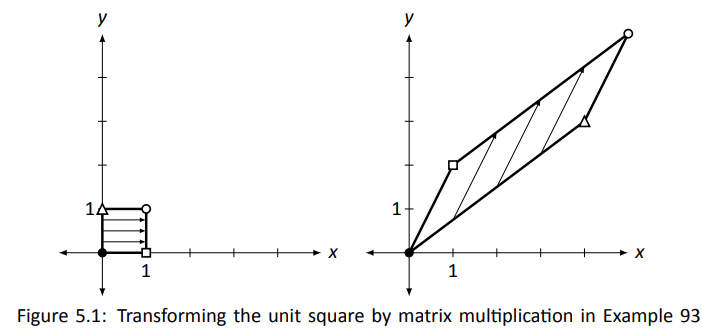 y
y
1
x
1
1
x
1
Figure 5.1: Transforming the unit square by matrix multiplication in Example 93